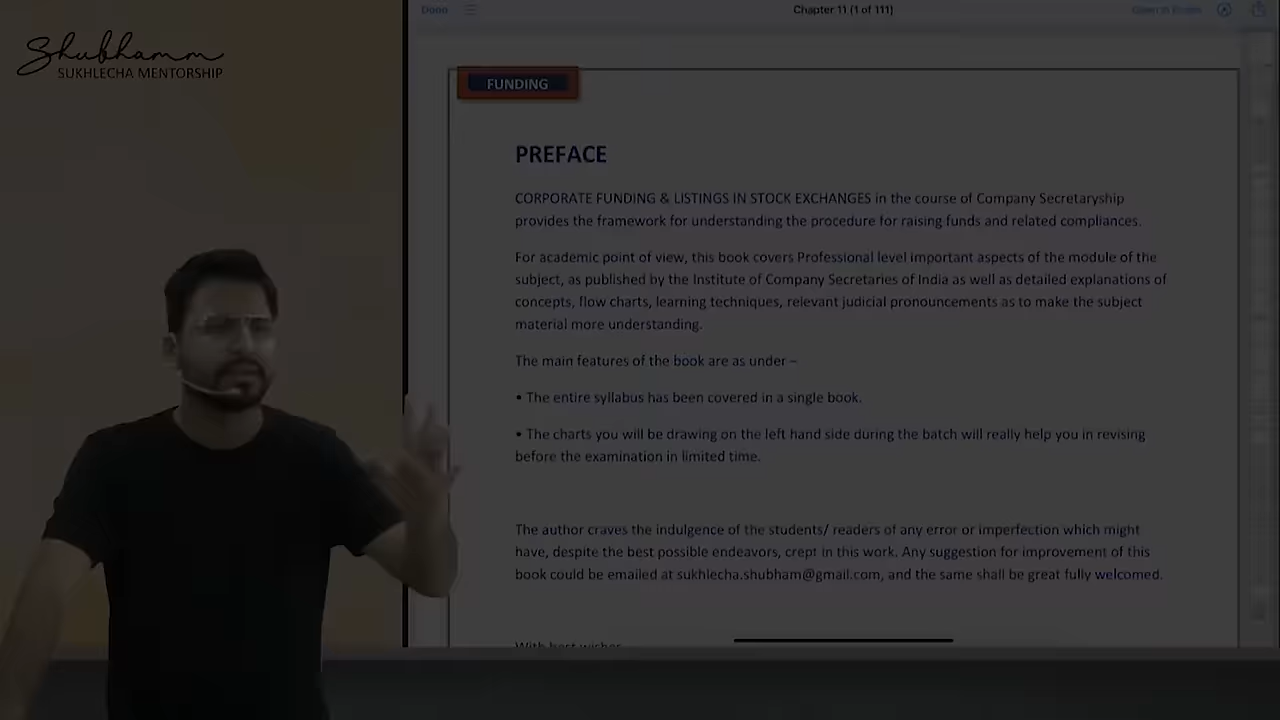 Shubhamm
SUKHLECHA MENTORSHIP
Done
Chapter 11 (1 of 111)
FUNDING
PREFACE
CORPORATE FUNDING & LISTINGS IN STOCK EXCHANGES in the course of Company Secretaryship
provides the framework for understanding the procedure for raising funds and related compliances.
For academic point of view, this book covers Professional level important aspects of the module of the
subject, as published by the Institute of Company Secretaries of India as well as detailed explanations of
concepts, flow charts, learning techniques, relevant judicial pronouncements as to make the subject
material more understanding.
The main features of the book are as under –
• The entire syllabus has been covered in a single book.
• The charts you will be drawing on the left hand side during the batch will really help you in revising
before the examination in limited time.
The author craves the indulgence of the students/ readers of any error or imperfection which might
have, despite the best possible endeavors, crept in this work. Any suggestion for improvement of this
book could be emailed at sukhlecha.shubham@gmail.com, and the same shall be great fully welcomed.
With best wishes